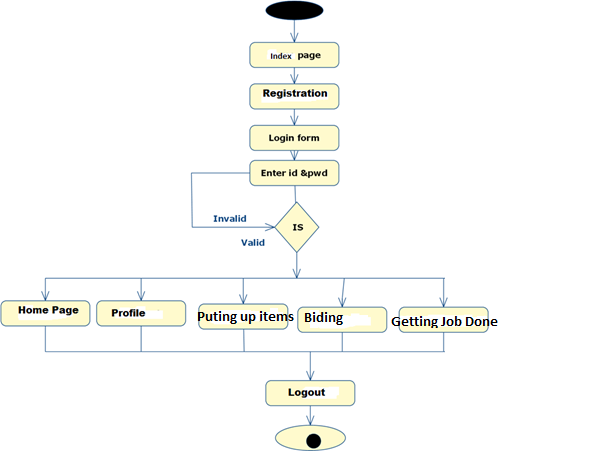 Index page
Registration
Login form
Enter id &pwd
Invalid
IS
Valid
Home Page
Profile
Puting up items
Biding
Getting Job Done
Logout